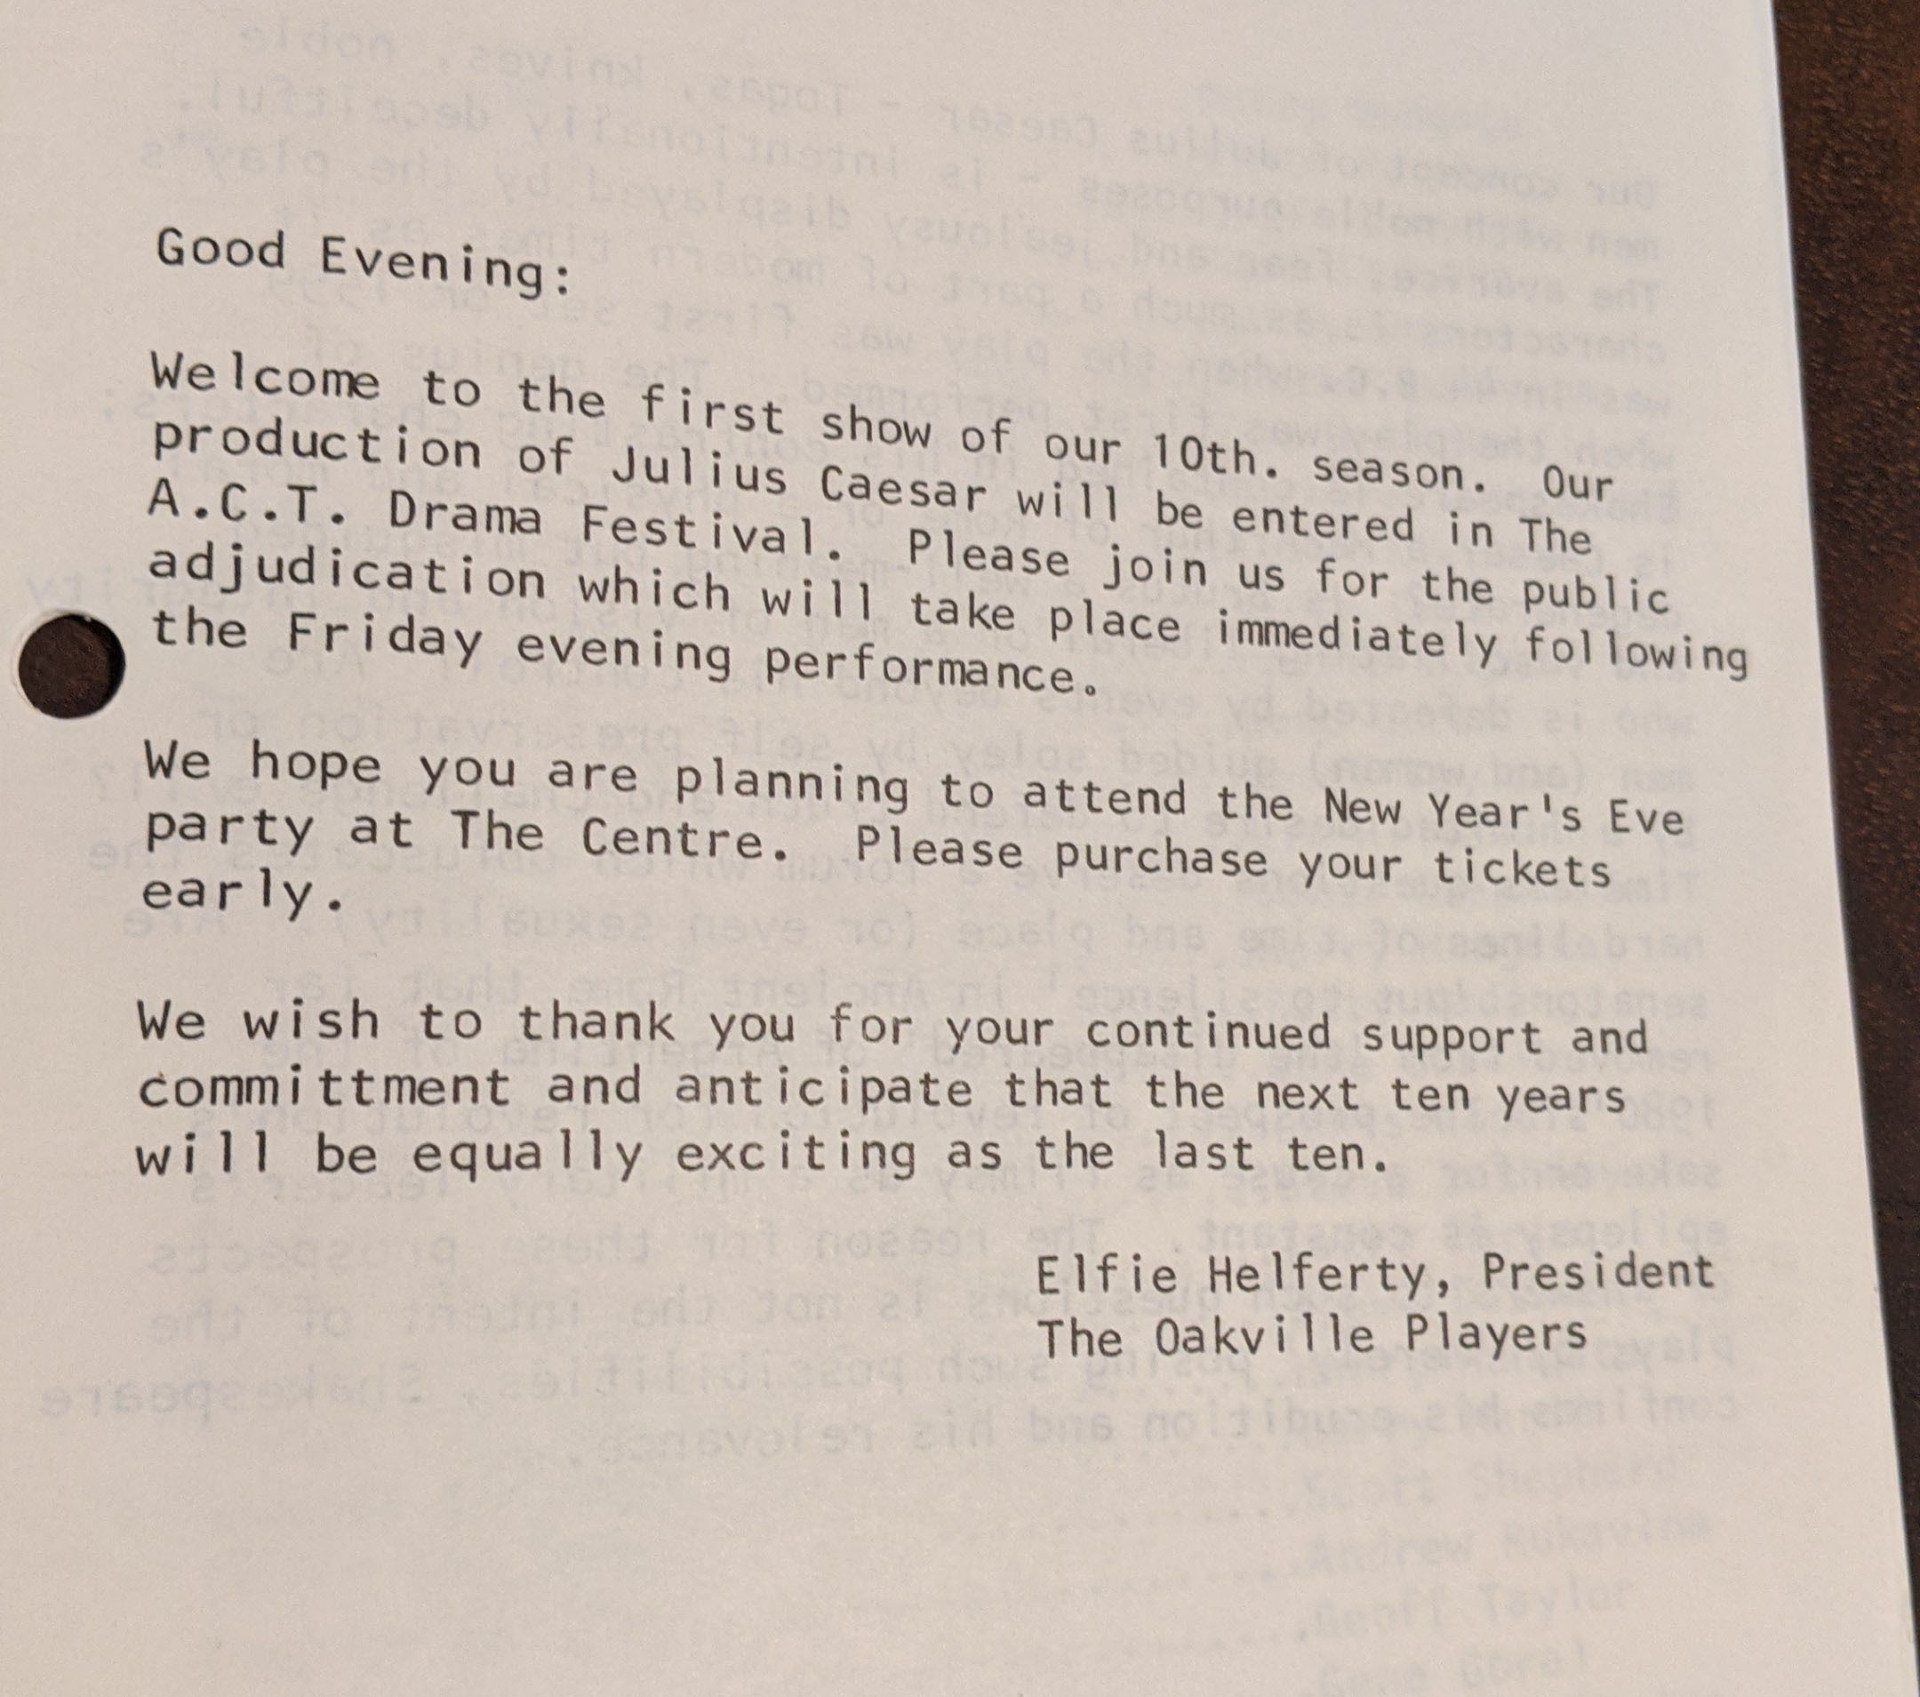 Good Evening:
Welcome to the first show of our 10th. season. Our
production of Julius Caesar will be entered in The
A.C.T. Drama Festival. Please join us for the public
adjudication which will take place immediately following
the Friday evening performance.
We hope you are planning to attend the New Year's Eve
party at The Centre. Please purchase your tickets
early.
We wish to thank you for your continued support and
committment and anticipate that the next ten years
will be equally exciting as the last ten.
Elfie Helferty, President
The Oakville Players